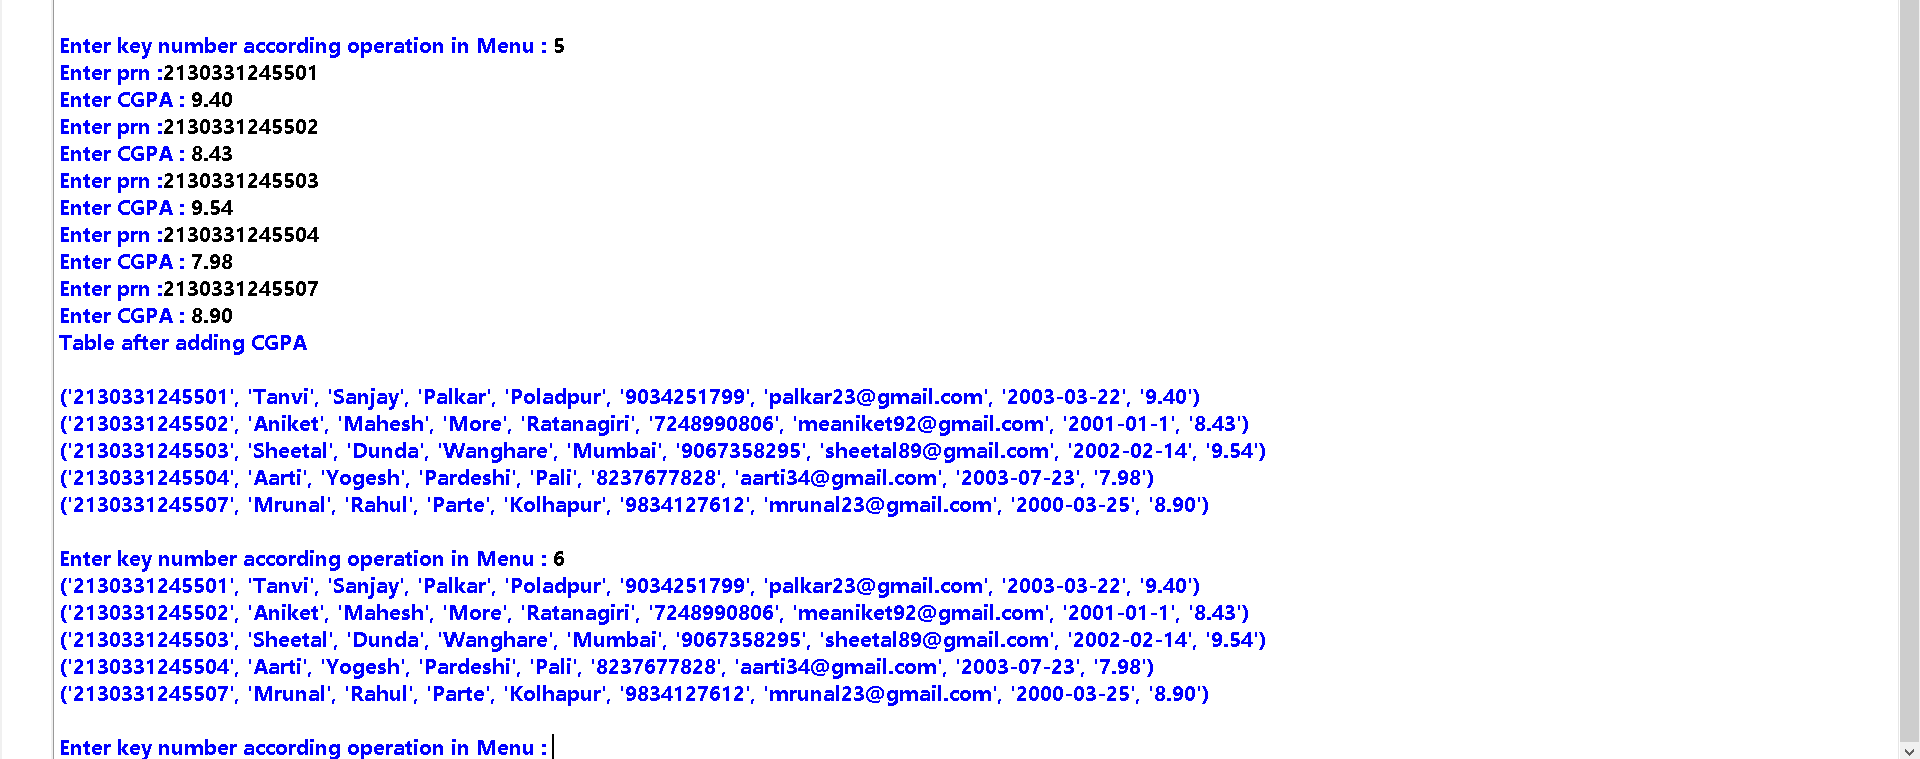 Enter key number according operation in Menu : 5
Enter prn :2130331245501
Enter CGPA : 9.40
Enter prn :2130331245502
Enter CGPA : 8.43
Enter prn :2130331245503
Enter CGPA : 9.54
Enter prn :2130331245504
Enter CGPA : 7.98
Enter prn :2130331245507
Enter CGPA : 8.90
Table after adding CGPA
('2130331245501', 'Tanvi', 'Sanjay', 'Palkar', 'Poladpur', '9034251799', 'palkar23@gmail.com', '2003-03-22', '9.40')
('2130331245502', 'Aniket', 'Mahesh', 'More', 'Ratanagiri', '7248990806', 'meaniket92@gmail.com', '2001-01-1', '8.43')
('2130331245503', 'Sheetal', 'Dunda', 'Wanghare', 'Mumbai', '9067358295', 'sheetal89@gmail.com', '2002-02-14', '9.54')
('2130331245504', 'Aarti', 'Yogesh', 'Pardeshi', 'Pali', '8237677828', 'aarti34@gmail.com', '2003-07-23', '7.98')
('2130331245507', 'Mrunal', 'Rahul', 'Parte', 'Kolhapur', '9834127612', 'mrunal23@gmail.com', '2000-03-25', '8.90')
Enter key number according operation in Menu : 6
('2130331245501', 'Tanvi', 'Sanjay', 'Palkar', 'Poladpur', '9034251799', 'palkar23@gmail.com', '2003-03-22', '9.40')
('2130331245502', 'Aniket', 'Mahesh', 'More', 'Ratanagiri', '7248990806', 'meaniket92@gmail.com', '2001-01-1', '8.43')
('2130331245503', 'Sheetal', 'Dunda', 'Wanghare', 'Mumbai', '9067358295', 'sheetal89@gmail.com', '2002-02-14', '9.54')
('2130331245504', 'Aarti', 'Yogesh', 'Pardeshi', 'Pali', '8237677828', 'aarti34@gmail.com', '2003-07-23', '7.98')
('2130331245507', 'Mrunal', 'Rahul', 'Parte', 'Kolhapur', '9834127612', 'mrunal23@gmail.com', '2000-03-25', '8.90')
Enter key number according operation in Menu :